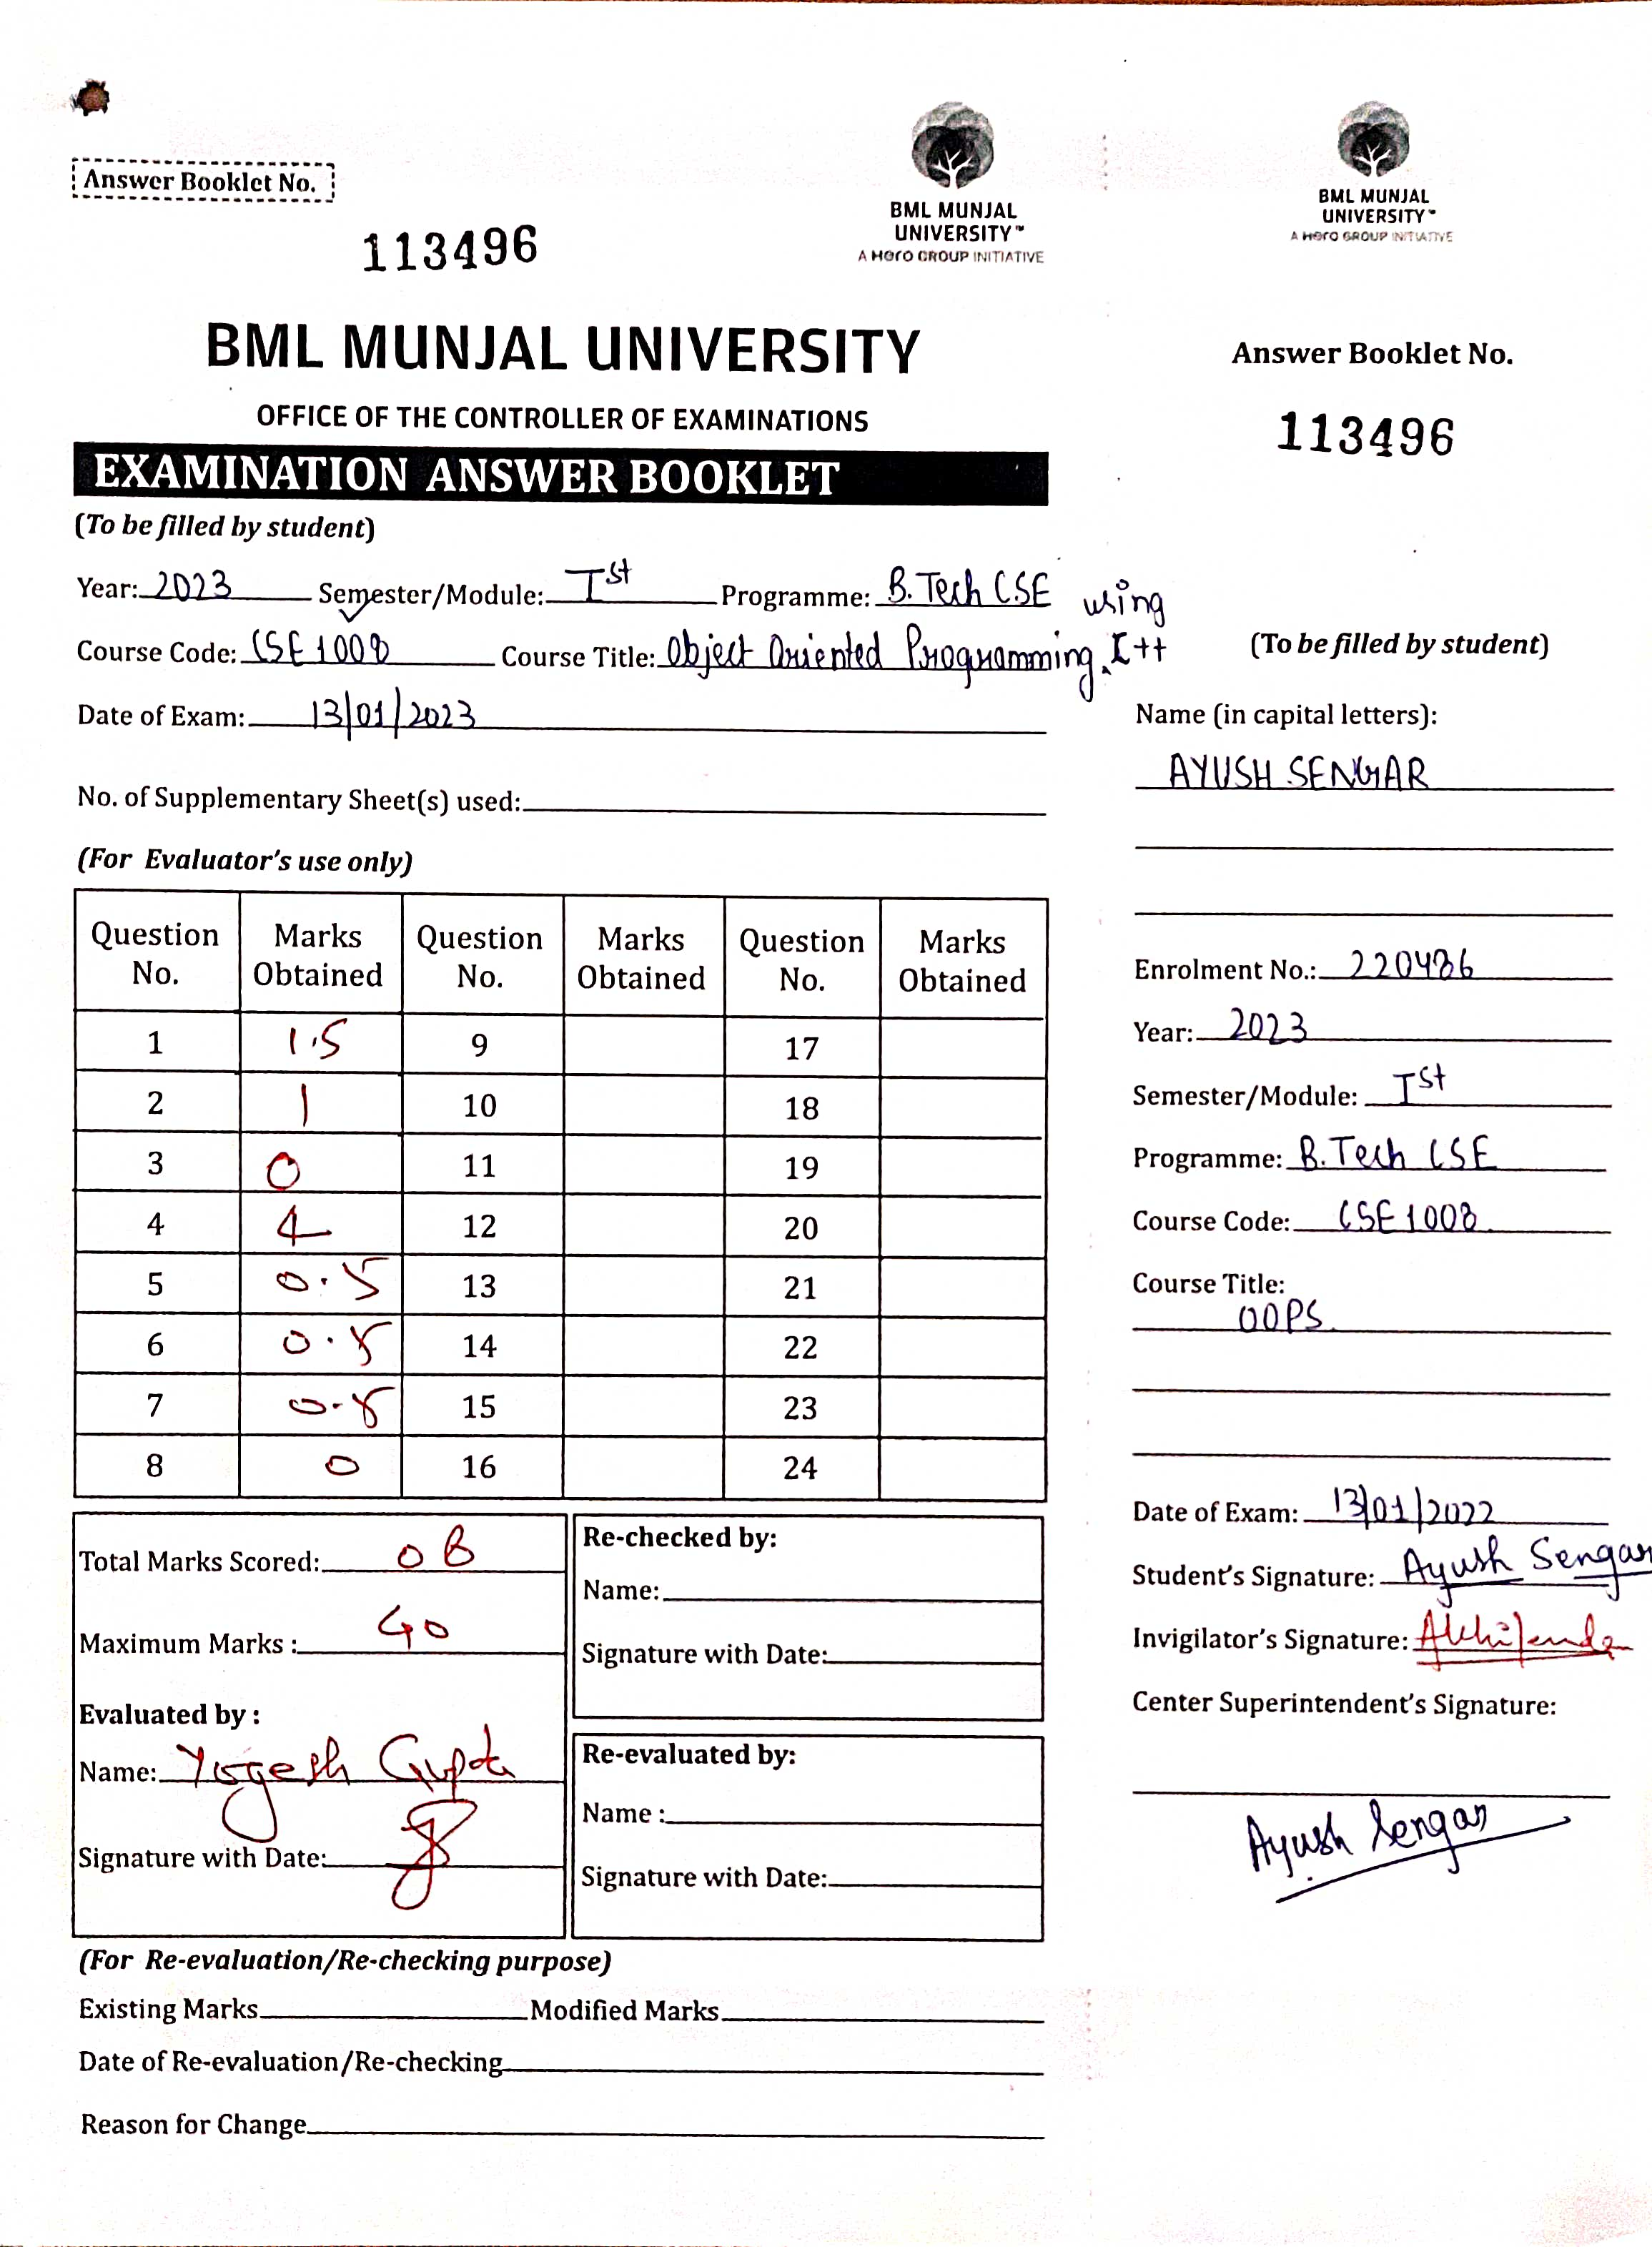 Answer Booklet No.
113496
BML MUNJAL
UNIVERSITY™
A Hero GROUP INITIATIVE
BML MUNJAL UNIVERSITY
OFFICE OF THE CONTROLLER OF EXAMINATIONS
EXAMINATION ANSWER BOOKLET
(To be filled by student)
Year: 2023 Semester/Module: Ist Programme: B.Tech CSE
Course Code: CSE1008 Course Title: Object Oriented Programming using C++
Date of Exam: 13/01/2023
No. of Supplementary Sheet(s) used:
(For Evaluator's use only)
Question No. Marks Obtained Question No. Marks Obtained Question No. Marks Obtained
1 1.5 9 17
2 1 10 18
3 0 11 19
4 4 12 20
5 0.5 13 21
6 0.5 14 22
7 0.5 15 23
8 0 16 24
Total Marks Scored: 08
Maximum Marks : 40
Evaluated by :
Name: Yogesh Gupta
Signature with Date:
Re-checked by:
Name:
Signature with Date:
Re-evaluated by:
Name :
Signature with Date:
(For Re-evaluation/Re-checking purpose)
Existing Marks Modified Marks
Date of Re-evaluation/Re-checking
Reason for Change
BML MUNJAL
UNIVERSITY™
A Hero GROUP INITIATIVE
Answer Booklet No.
113496
(To be filled by student)
Name (in capital letters):
AYUSH SENGAR
Enrolment No.: 220486
Year: 2023
Semester/Module: Ist
Programme: B.Tech CSE
Course Code: CSE1008
Course Title:
OOPS
Date of Exam: 13/01/2022
Student's Signature: Ayush Sengar
Invigilator's Signature:
Center Superintendent's Signature:
Ayush Sengar